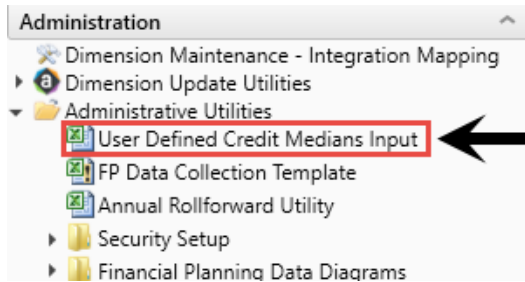 Administration
Dimension Maintenance - Integration Mapping
Dimension Update Utilities
Administrative Utilities
User Defined Credit Medians Input
FP Data Collection Template
Annual Rollforward Utility
Security Setup
Financial Planning Data Diagrams